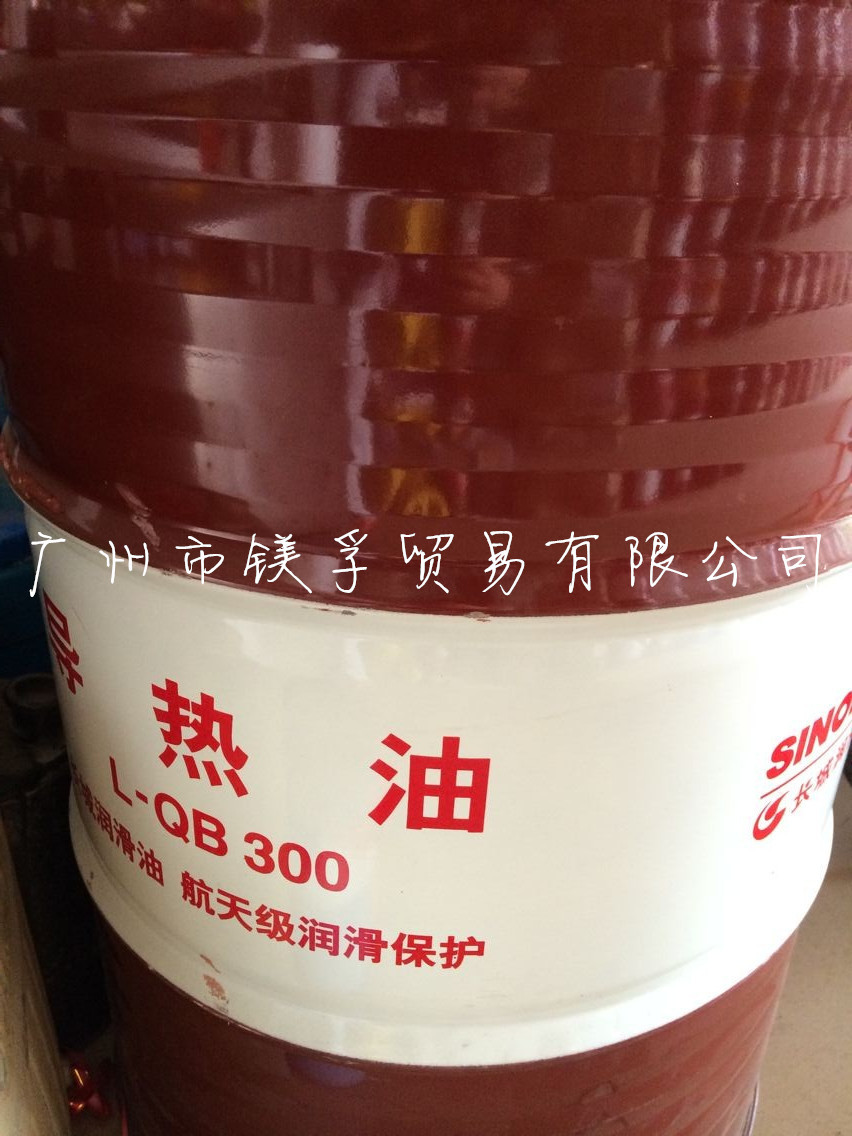 广州市镁孚贸易有限公司
导热油
L-QB 300
润滑油 航天级润滑保护
SINO
长城